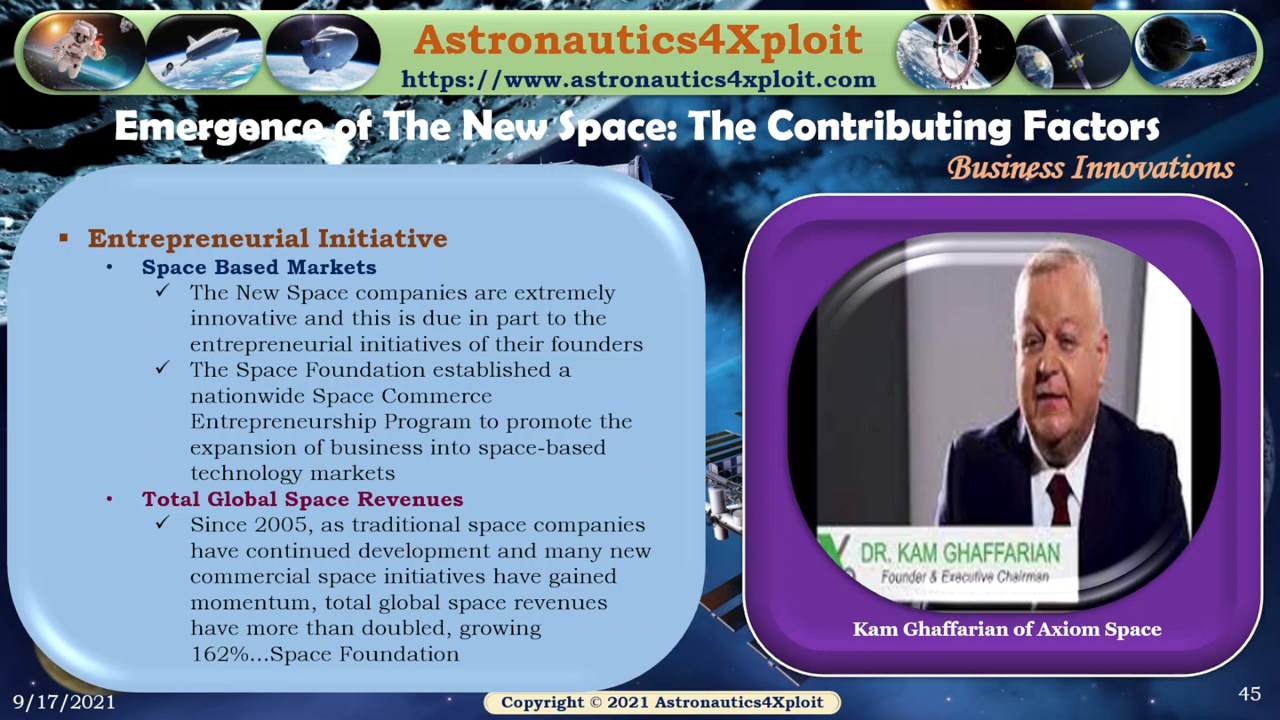 Astronautics4Xploit
https://www.astronautics4xploit.com
Emergence of The New Space: The Contributing Factors
Business Innovations
▪ Entrepreneurial Initiative
• Space Based Markets
✓ The New Space companies are extremely
innovative and this is due in part to the
entrepreneurial initiatives of their founders
✓ The Space Foundation established a
nationwide Space Commerce
Entrepreneurship Program to promote the
expansion of business into space-based
technology markets
• Total Global Space Revenues
✓ Since 2005, as traditional space companies
have continued development and many new
commercial space initiatives have gained
momentum, total global space revenues
have more than doubled, growing
162%...Space Foundation
DR. KAM GHAFFARIAN
Founder & Executive Chairman
Kam Ghaffarian of Axiom Space
9/17/2021
Copyright © 2021 Astronautics4Xploit
45